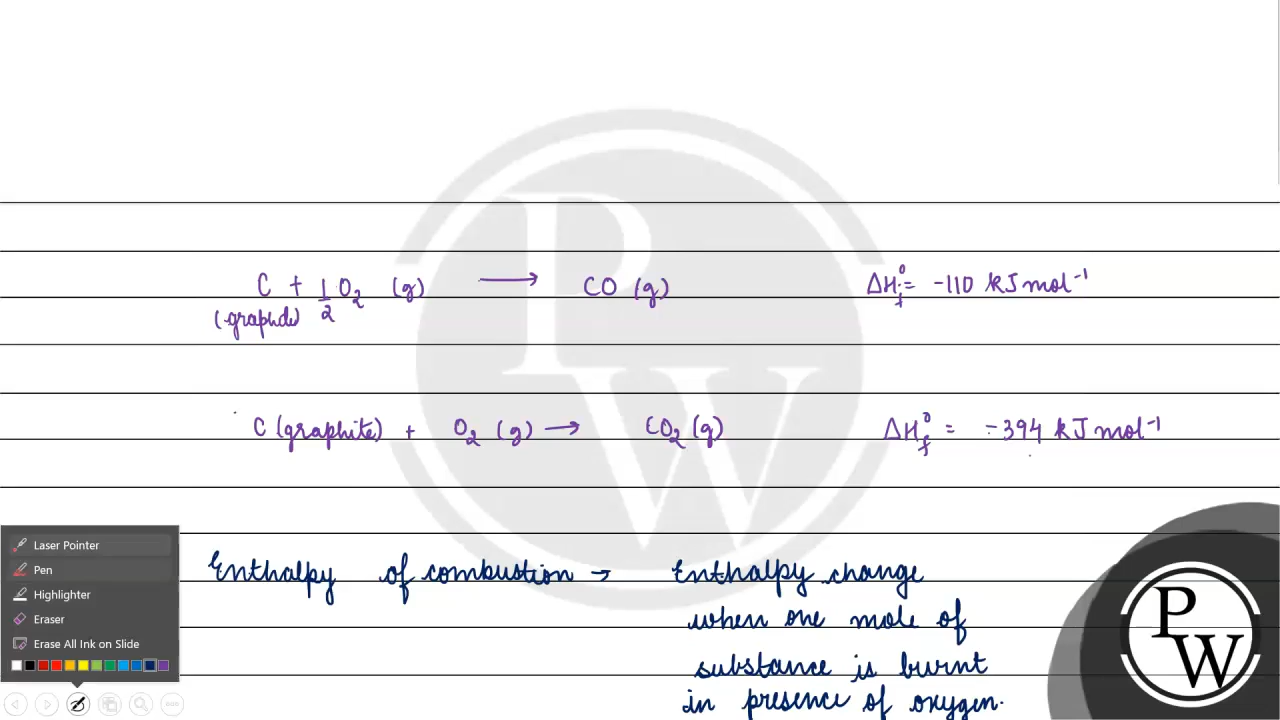 C + 1/2 O₂ (g) ⟶ CO (g) ΔH°f = -110 kJ mol⁻¹
(graphite)
C (graphite) + O₂ (g) ⟶ CO₂ (g) ΔH°f = -394 kJ mol⁻¹
Enthalpy of combustion → Enthalpy change
when one mole of
substance is burnt
in presence of oxygen.
Laser Pointer
Pen
Highlighter
Eraser
Erase All Ink on Slide
P
W
P
W